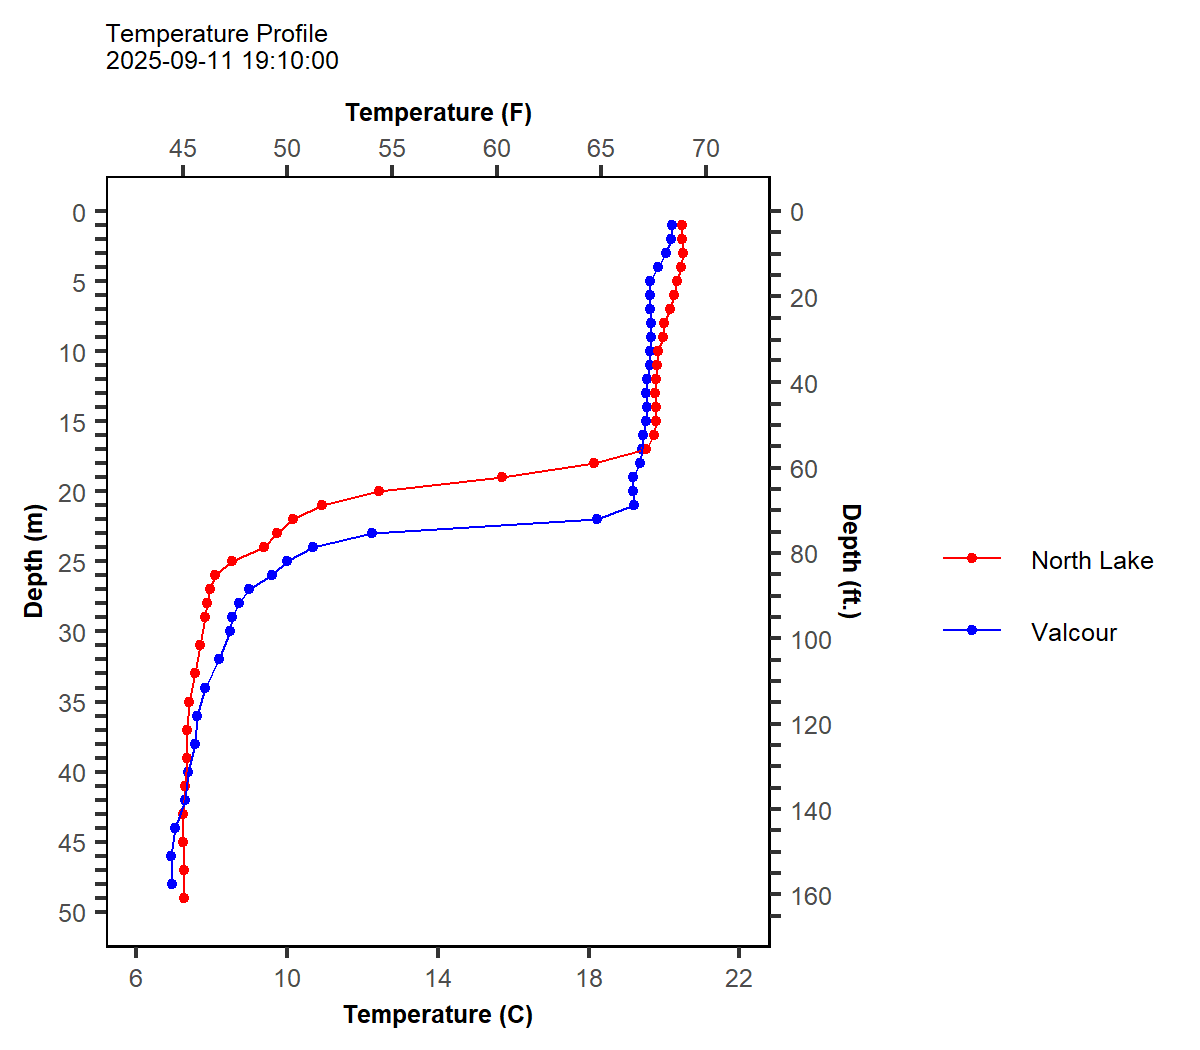 Temperature Profile
2025-09-11 19:10:00
Temperature (F)
45 50 55 60 65 70
0 0
5
20
10
40
15
60
20
Depth (m)
Depth (ft.)
25 80
North Lake
30 100
Valcour
35
120
40
140
45
160
50
6 10 14 18 22
Temperature (C)